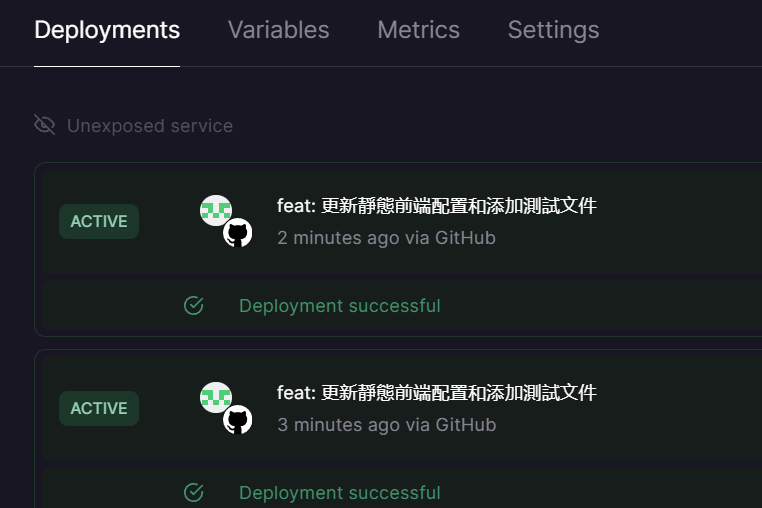 Deployments Variables Metrics Settings
Unexposed service
ACTIVE
feat: 更新靜態前端配置和添加測試文件
2 minutes ago via GitHub
Deployment successful
ACTIVE
feat: 更新靜態前端配置和添加測試文件
3 minutes ago via GitHub
Deployment successful